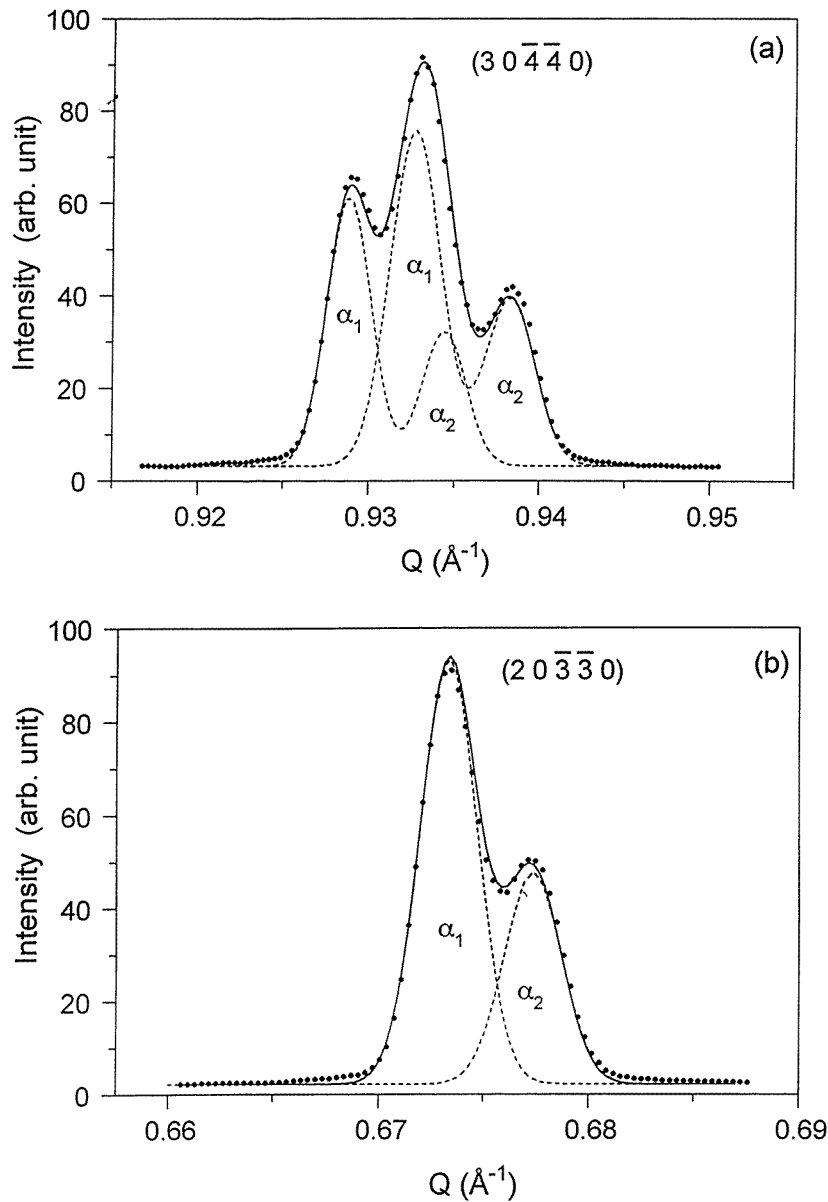 100
80
60
40
20
0
Intensity (arb. unit)
(3 0 4̅ 4̅ 0)
(a)
α₁
α₁
α₂
α₂
0.92
0.93
0.94
0.95
Q (Å⁻¹)
100
80
60
40
20
0
Intensity (arb. unit)
(2 0 3̅ 3̅ 0)
(b)
α₁
α₂
0.66
0.67
0.68
0.69
Q (Å⁻¹)